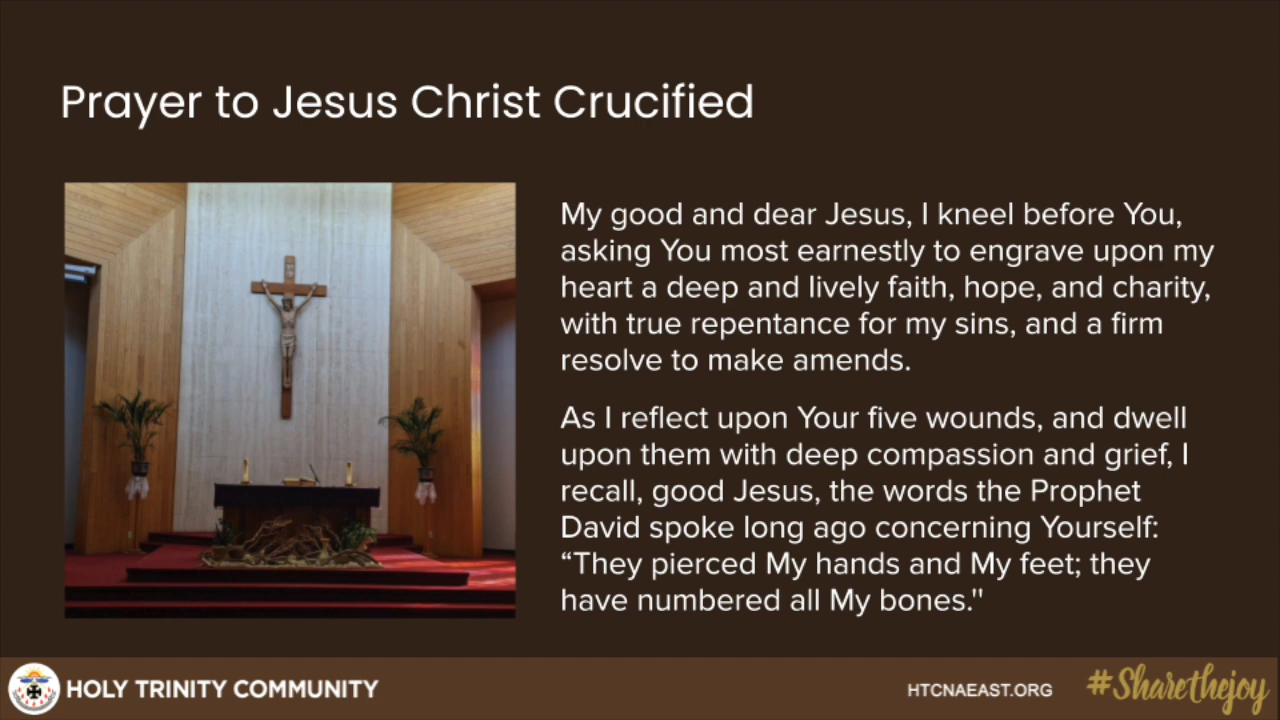 Prayer to Jesus Christ Crucified
My good and dear Jesus, I kneel before You,
asking You most earnestly to engrave upon my
heart a deep and lively faith, hope, and charity,
with true repentance for my sins, and a firm
resolve to make amends.
As I reflect upon Your five wounds, and dwell
upon them with deep compassion and grief, I
recall, good Jesus, the words the Prophet
David spoke long ago concerning Yourself:
“They pierced My hands and My feet; they
have numbered all My bones."
HOLY TRINITY COMMUNITY
HTCNAEAST.ORG
#Sharethejoy